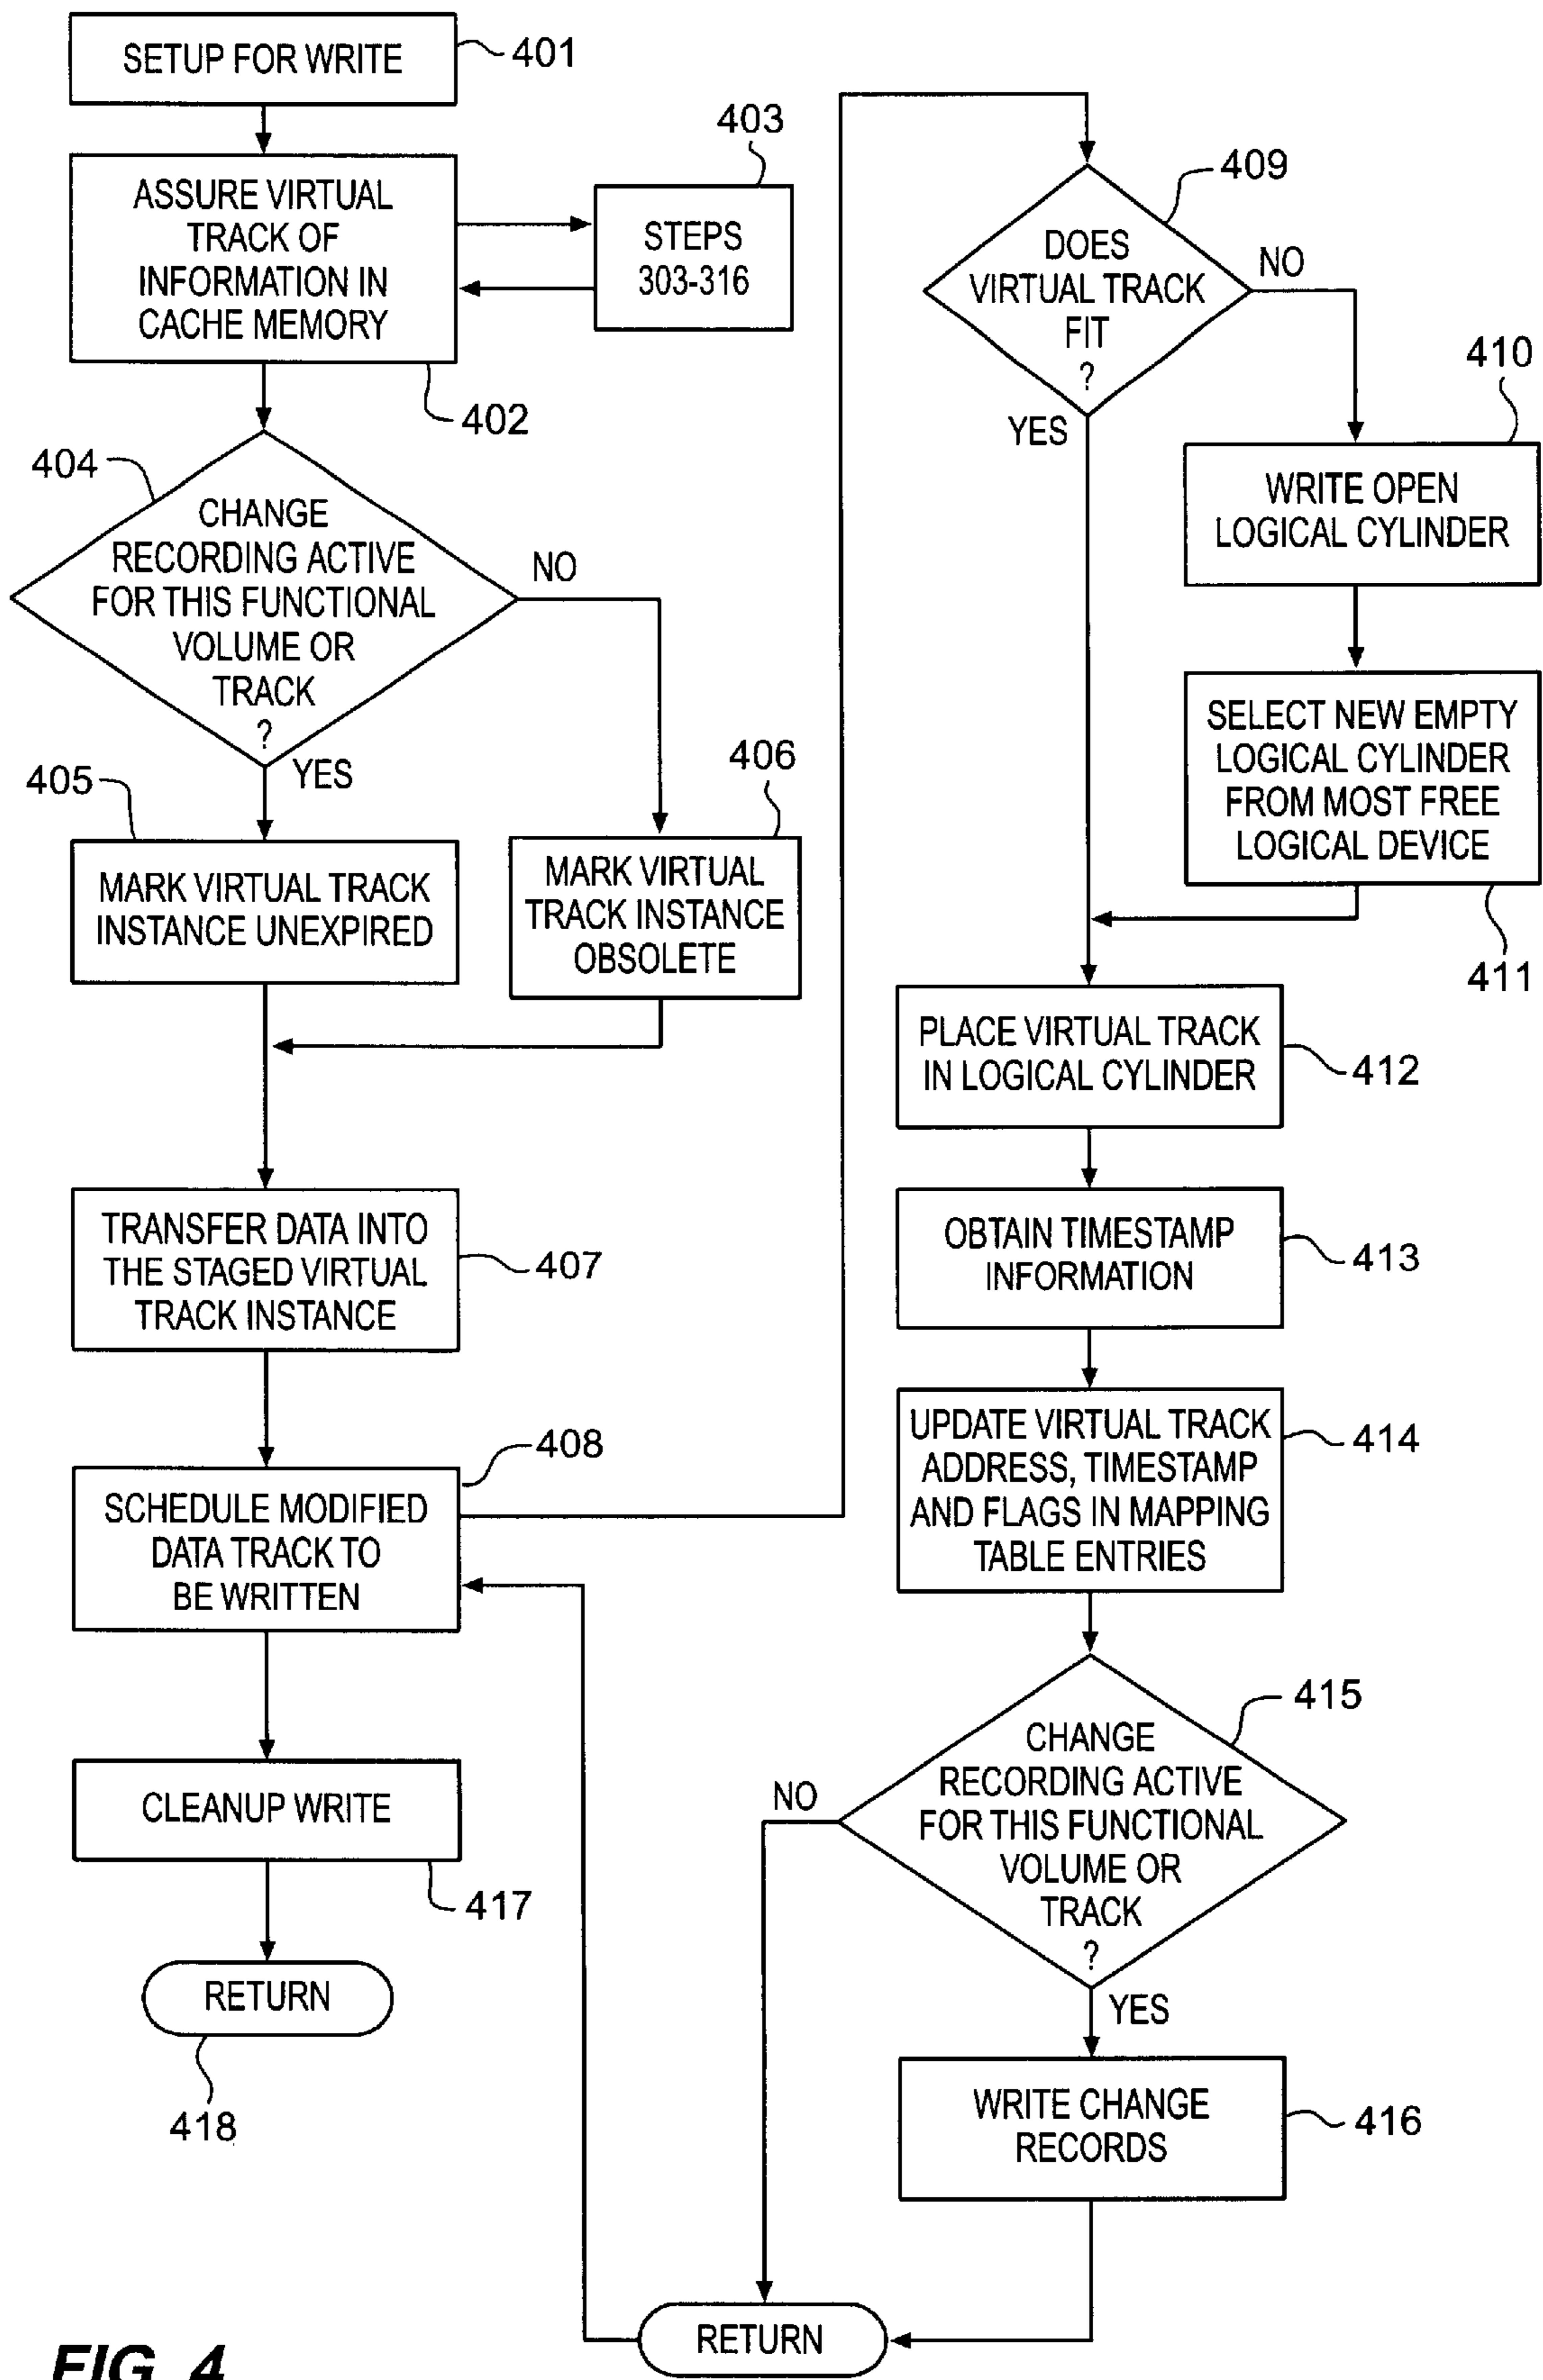 SETUP FOR WRITE
401
ASSURE VIRTUAL
TRACK OF
INFORMATION IN
CACHE MEMORY
402
403
STEPS
303-316
404
CHANGE
RECORDING ACTIVE
FOR THIS FUNCTIONAL
VOLUME OR
TRACK
?
NO
YES
405
MARK VIRTUAL TRACK
INSTANCE UNEXPIRED
406
MARK VIRTUAL
TRACK INSTANCE
OBSOLETE
TRANSFER DATA INTO
THE STAGED VIRTUAL
TRACK INSTANCE
407
408
SCHEDULE MODIFIED
DATA TRACK TO
BE WRITTEN
CLEANUP WRITE
417
RETURN
418
409
DOES
VIRTUAL TRACK
FIT
?
NO
YES
410
WRITE OPEN
LOGICAL CYLINDER
SELECT NEW EMPTY
LOGICAL CYLINDER
FROM MOST FREE
LOGICAL DEVICE
411
PLACE VIRTUAL TRACK
IN LOGICAL CYLINDER
412
OBTAIN TIMESTAMP
INFORMATION
413
UPDATE VIRTUAL TRACK
ADDRESS, TIMESTAMP
AND FLAGS IN MAPPING
TABLE ENTRIES
414
415
CHANGE
RECORDING ACTIVE
FOR THIS FUNCTIONAL
VOLUME OR
TRACK
?
NO
YES
WRITE CHANGE
RECORDS
416
RETURN
FIG. 4